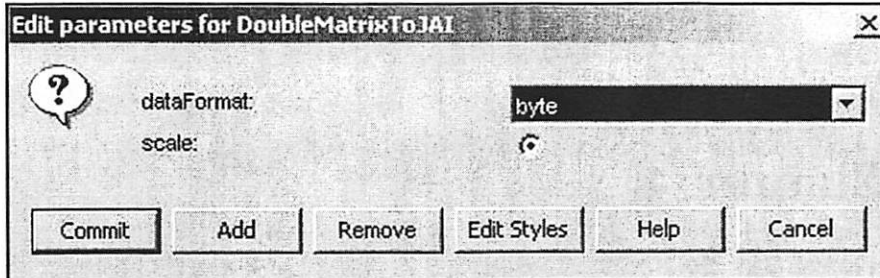 Edit parameters for DoubleMatrixToJAI
?
dataFormat: byte
scale:
Commit Add Remove Edit Styles Help Cancel